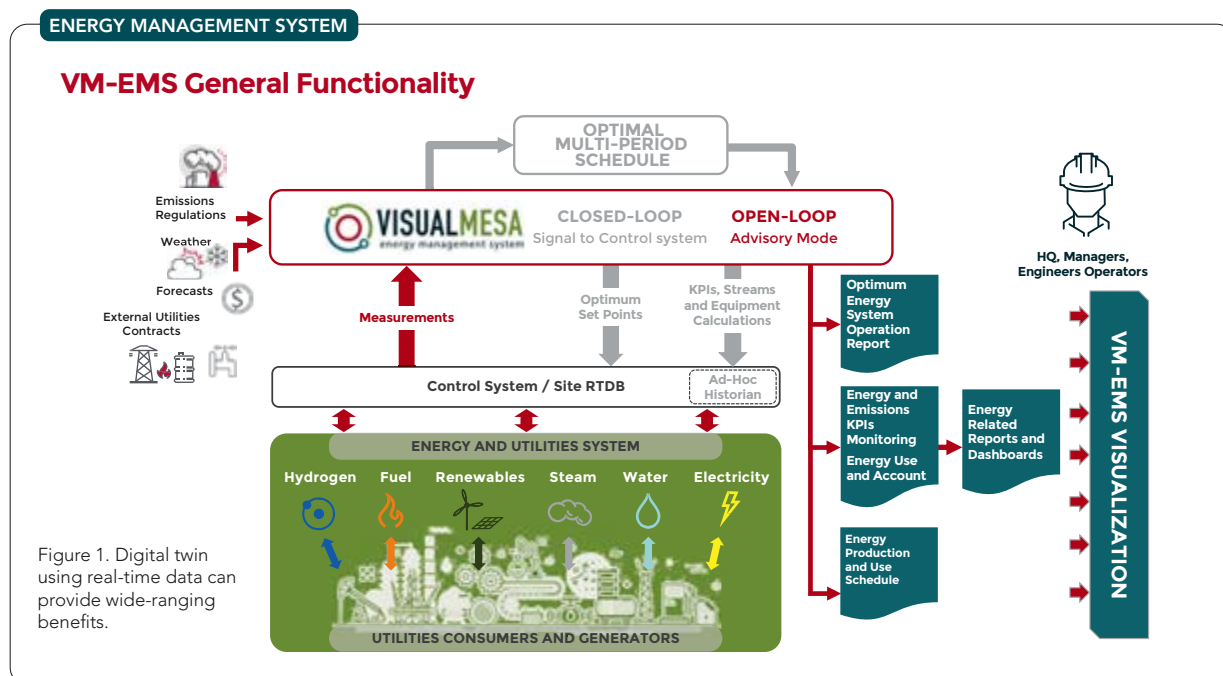 ENERGY MANAGEMENT SYSTEM
VM-EMS General Functionality
OPTIMAL
MULTI-PERIOD
SCHEDULE
Emissions
Regulations
Weather
Forecasts
External Utilities
Contracts
VISUALMESA
energy management system
CLOSED-LOOP
Signal to Control system
OPEN-LOOP
Advisory Mode
HQ, Managers,
Engineers Operators
Measurements
Optimum
Set Points
KPIs, Streams
and Equipment
Calculations
Control System / Site RTDB
Ad-Hoc
Historian
Optimum
Energy
System
Operation
Report
Energy and
Emissions
KPIs
Monitoring
Energy Use
and Account
Energy
Related
Reports and
Dashboards
Energy
Production
and Use
Schedule
VM-EMS VISUALIZATION
ENERGY AND UTILITIES SYSTEM
Hydrogen
Fuel
Renewables
Steam
Water
Electricity
UTILITIES CONSUMERS AND GENERATORS
Figure 1. Digital twin
using real-time data can
provide wide-ranging
benefits.